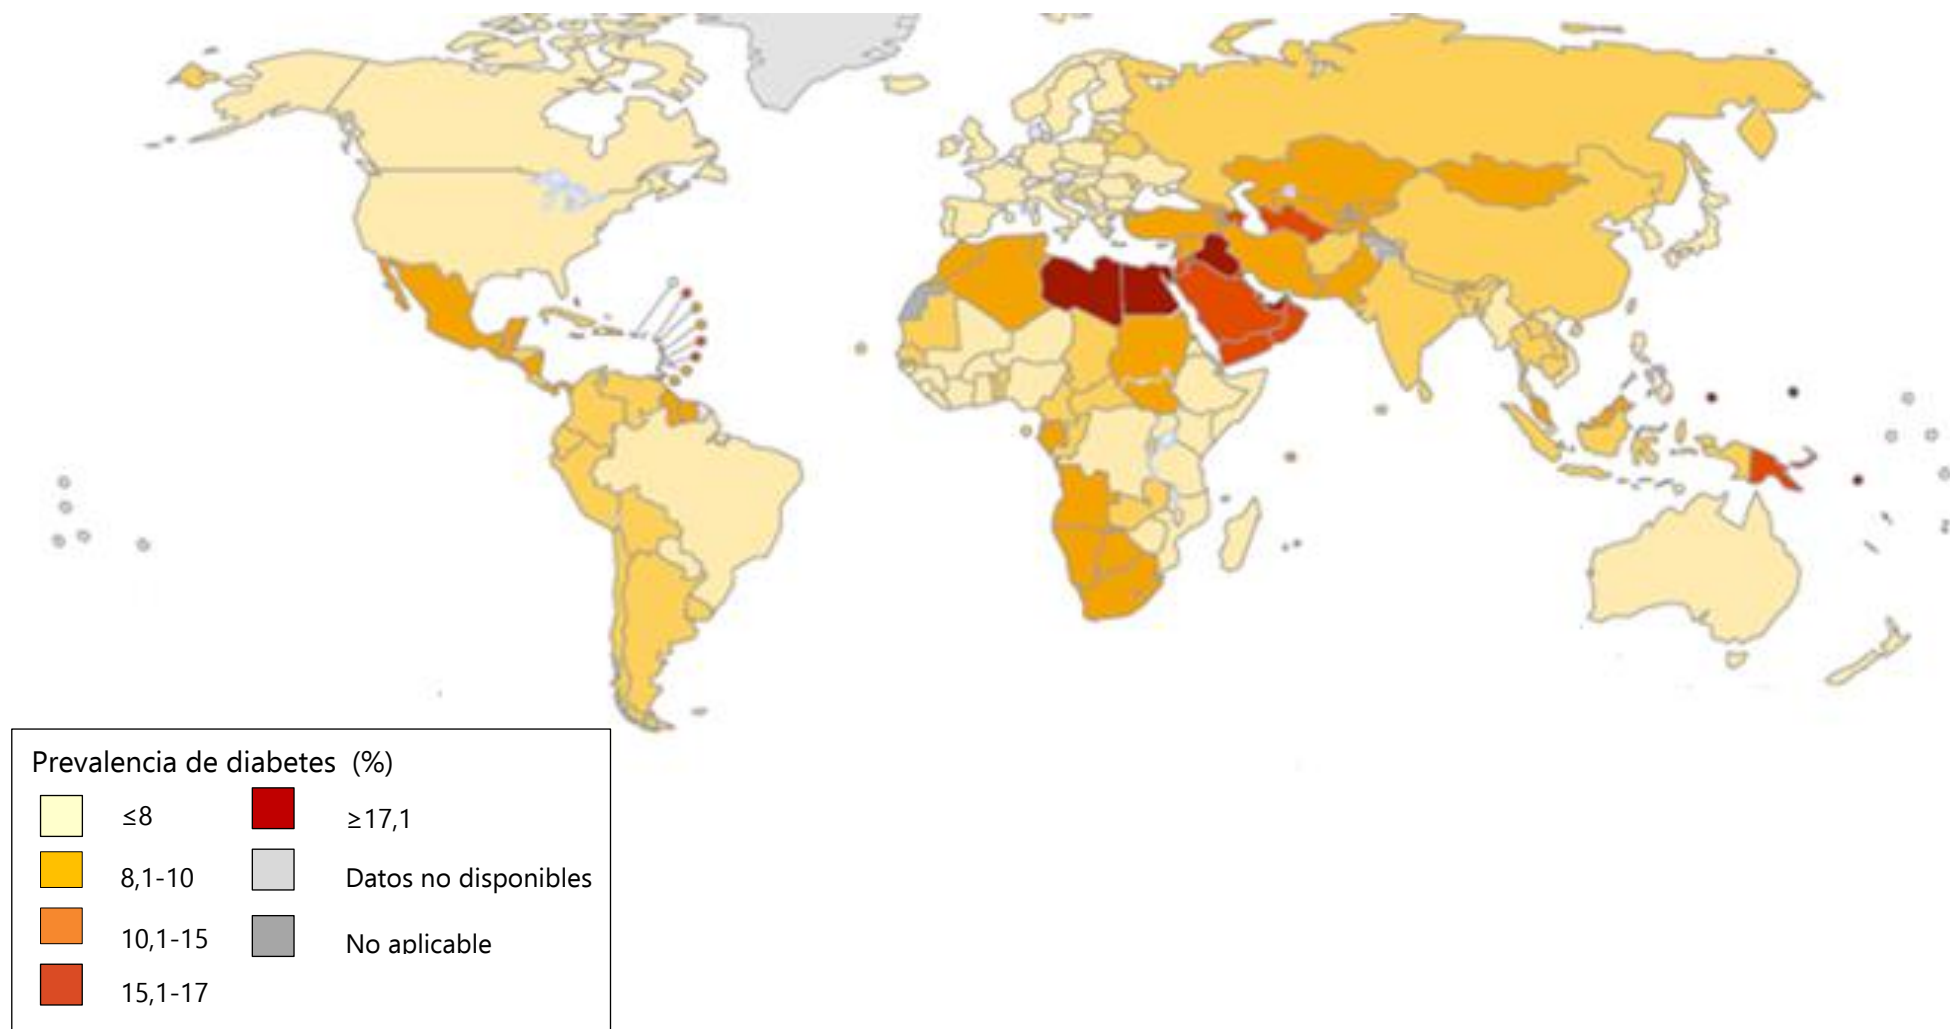 Prevalencia de diabetes (%)
≤8
8,1-10
10,1-15
15,1-17
≥17,1
Datos no disponibles
No aplicable